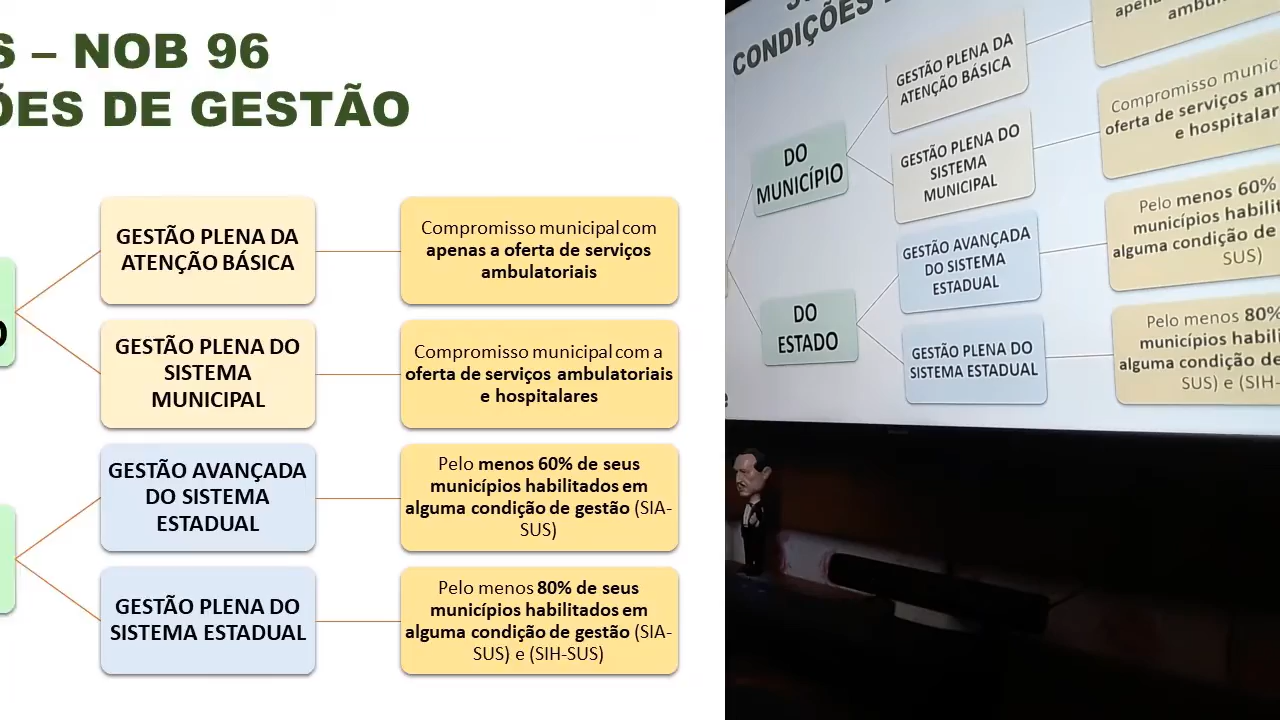 S – NOB 96
ÕES DE GESTÃO
O
GESTÃO PLENA DA
ATENÇÃO BÁSICA
Compromisso municipal com
apenas a oferta de serviços
ambulatoriais
GESTÃO PLENA DO
SISTEMA
MUNICIPAL
Compromisso municipal com a
oferta de serviços ambulatoriais
e hospitalares
GESTÃO AVANÇADA
DO SISTEMA
ESTADUAL
Pelo menos 60% de seus
municípios habilitados em
alguma condição de gestão (SIA-
SUS)
GESTÃO PLENA DO
SISTEMA ESTADUAL
Pelo menos 80% de seus
municípios habilitados em
alguma condição de gestão (SIA-
SUS) e (SIH-SUS)
CONDIÇÕES
DO
MUNICÍPIO
GESTÃO PLENA DA
ATENÇÃO BÁSICA
apena
ambu
GESTÃO PLENA DO
SISTEMA
MUNICIPAL
Compromisso munic
oferta de serviços am
e hospitalar
DO
ESTADO
GESTÃO AVANÇADA
DO SISTEMA
ESTADUAL
Pelo menos 60%
municípios habili
alguma condição de
SUS)
GESTÃO PLENA DO
SISTEMA ESTADUAL
Pelo menos 80%
municípios habili
alguma condição de
SUS) e (SIH-